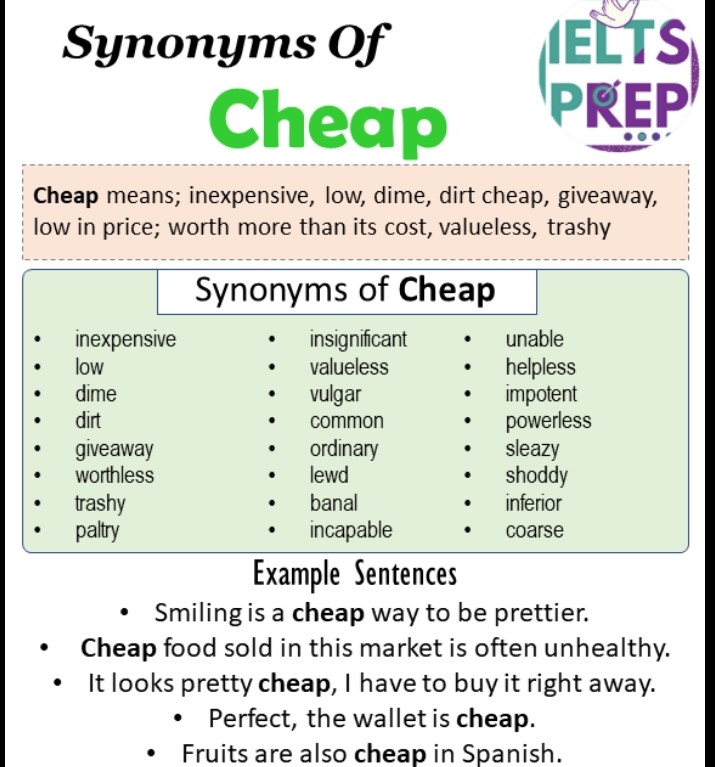 Synonyms Of
Cheap
IELTS
PREP
Cheap means; inexpensive, low, dime, dirt cheap, giveaway,
low in price; worth more than its cost, valueless, trashy
Synonyms of Cheap
• inexpensive
• low
• dime
• dirt
• giveaway
• worthless
• trashy
• paltry
• insignificant
• valueless
• vulgar
• common
• ordinary
• lewd
• banal
• incapable
• unable
• helpless
• impotent
• powerless
• sleazy
• shoddy
• inferior
• coarse
Example Sentences
• Smiling is a cheap way to be prettier.
• Cheap food sold in this market is often unhealthy.
• It looks pretty cheap, I have to buy it right away.
• Perfect, the wallet is cheap.
• Fruits are also cheap in Spanish.